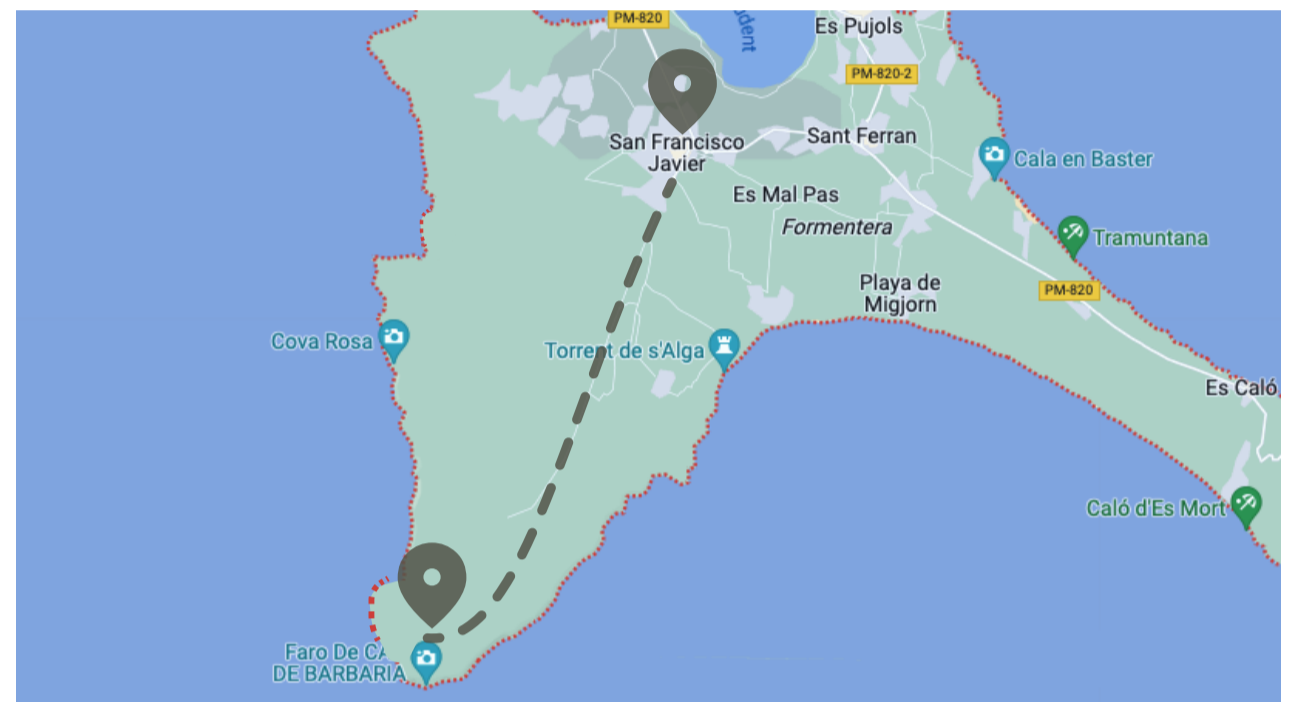 PM-820
Es Pujols
PM-820-2
San Francisco
Javier
Sant Ferran
Cala en Baster
Es Mal Pas
Formentera
Tramuntana
Playa de
Migjorn
PM-820
Cova Rosa
Torrent de s'Alga
Es Caló
Caló d'Es Mort
Faro De CA
DE BARBARIA